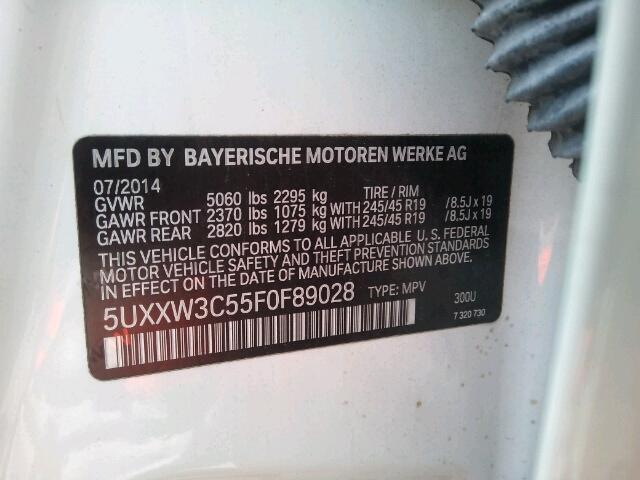 MFD BY BAYERISCHE MOTOREN WERKE AG
07/2014 TIRE / RIM
GVWR 5060 lbs 2295 kg
GAWR FRONT 2370 lbs 1075 kg WITH 245/45 R19 / 8.5J x 19
GAWR REAR 2820 lbs 1279 kg WITH 245/45 R19 / 8.5J x 19
THIS VEHICLE CONFORMS TO ALL APPLICABLE U. S. FEDERAL
MOTOR VEHICLE SAFETY AND THEFT PREVENTION STANDARDS
IN EFFECT ON THE DATE OF MANUFACTURE SHOWN ABOVE.
5UXXW3C55F0F89028 TYPE: MPV 300U
7 320 730